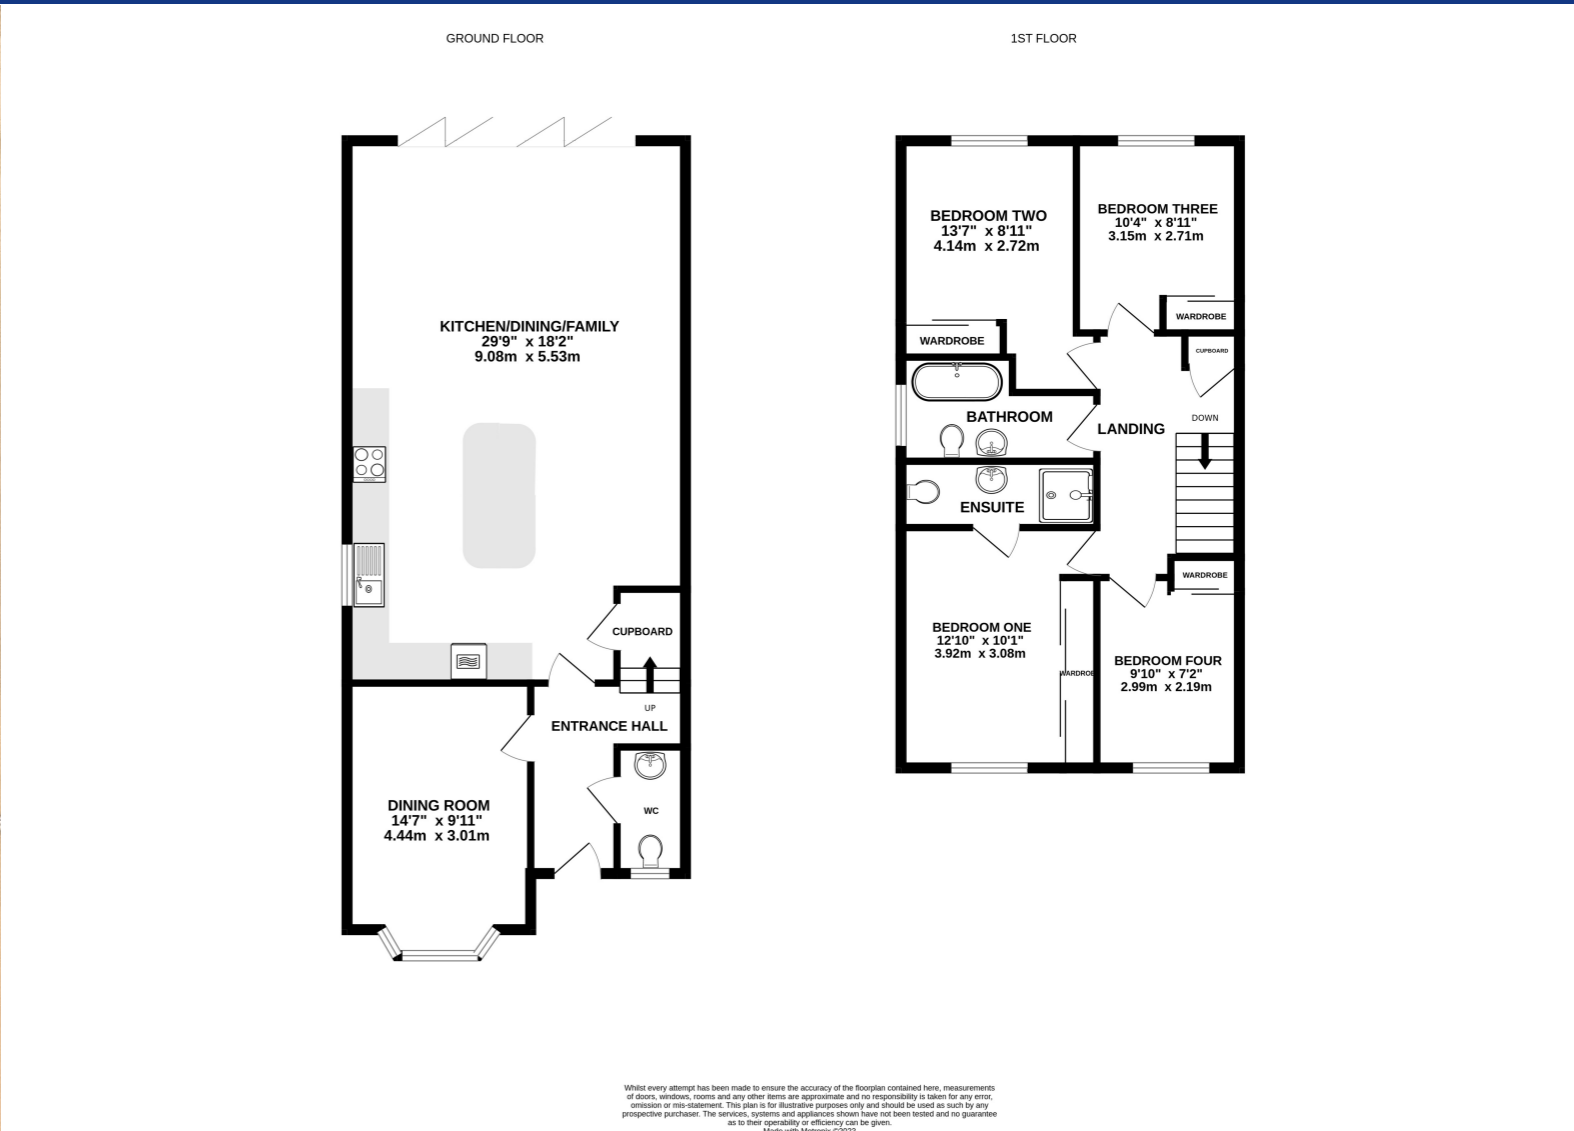 GROUND FLOOR
1ST FLOOR
KITCHEN/DINING/FAMILY
29'9" x 18'2"
9.08m x 5.53m
CUPBOARD
UP
ENTRANCE HALL
DINING ROOM
14'7" x 9'11"
4.44m x 3.01m
WC
BEDROOM TWO
13'7" x 8'11"
4.14m x 2.72m
BEDROOM THREE
10'4" x 8'11"
3.15m x 2.71m
WARDROBE
WARDROBE
CUPBOARD
BATHROOM
LANDING
DOWN
ENSUITE
WARDROBE
BEDROOM ONE
12'10" x 10'1"
3.92m x 3.08m
WARDROBE
BEDROOM FOUR
9'10" x 7'2"
2.99m x 2.19m
Whilst every attempt has been made to ensure the accuracy of the floorplan contained here, measurements
of doors, windows, rooms and any other items are approximate and no responsibility is taken for any error,
omission or mis-statement. This plan is for illustrative purposes only and should be used as such by any
prospective purchaser. The services, systems and appliances shown have not been tested and no guarantee
as to their operability or efficiency can be given.
Made with Metropix ©2022